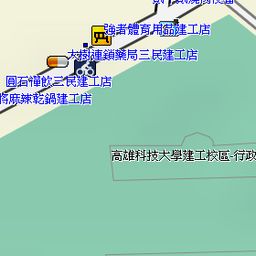 強者體育用品建工店
大樹連鎖藥局三民建工店
圓石禪飲三民建工店
將麻辣乾鍋建工店
高雄科技大學建工校區-行政